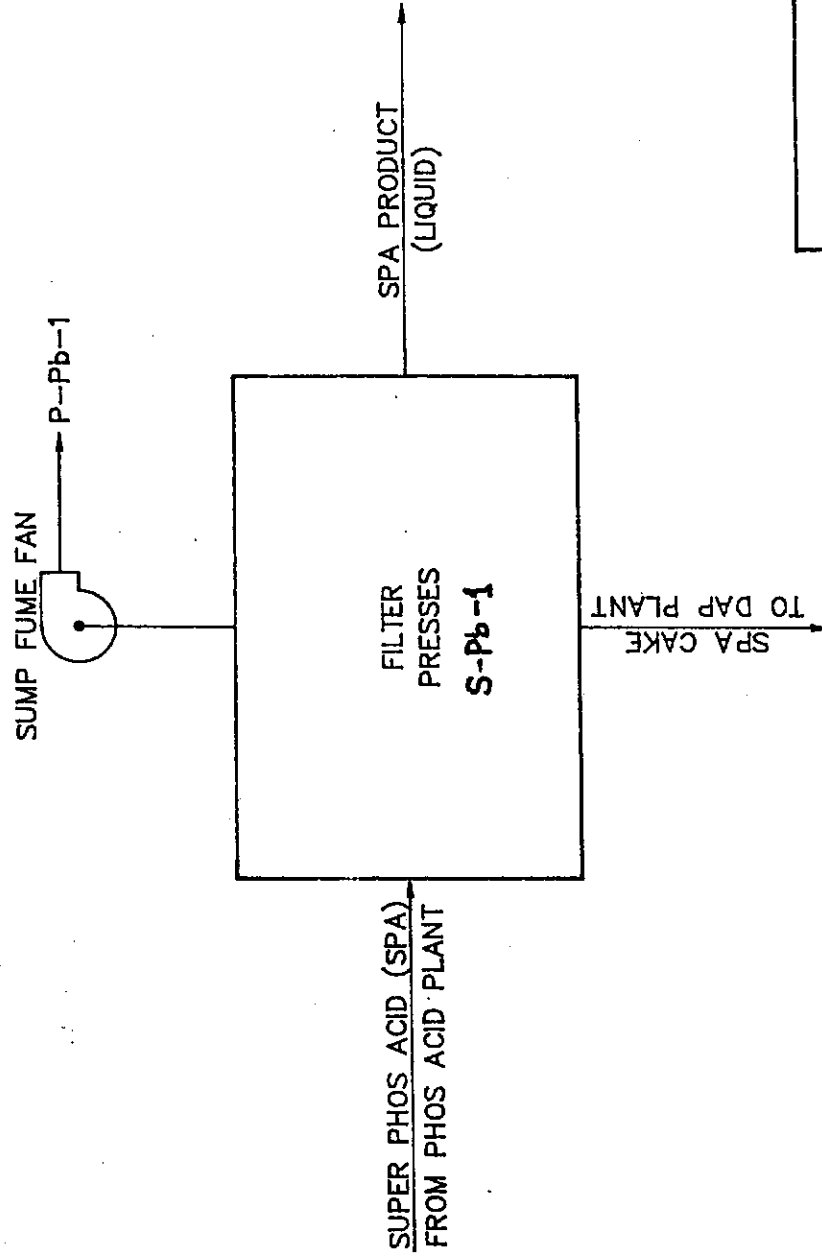 SUMP FUME FAN
P-Pb-1
SPA PRODUCT
(LIQUID)
FILTER
PRESSES
S-Pb-1
SUPER PHOS ACID (SPA)
FROM PHOS ACID PLANT
SPA CAKE
TO DAP PLANT